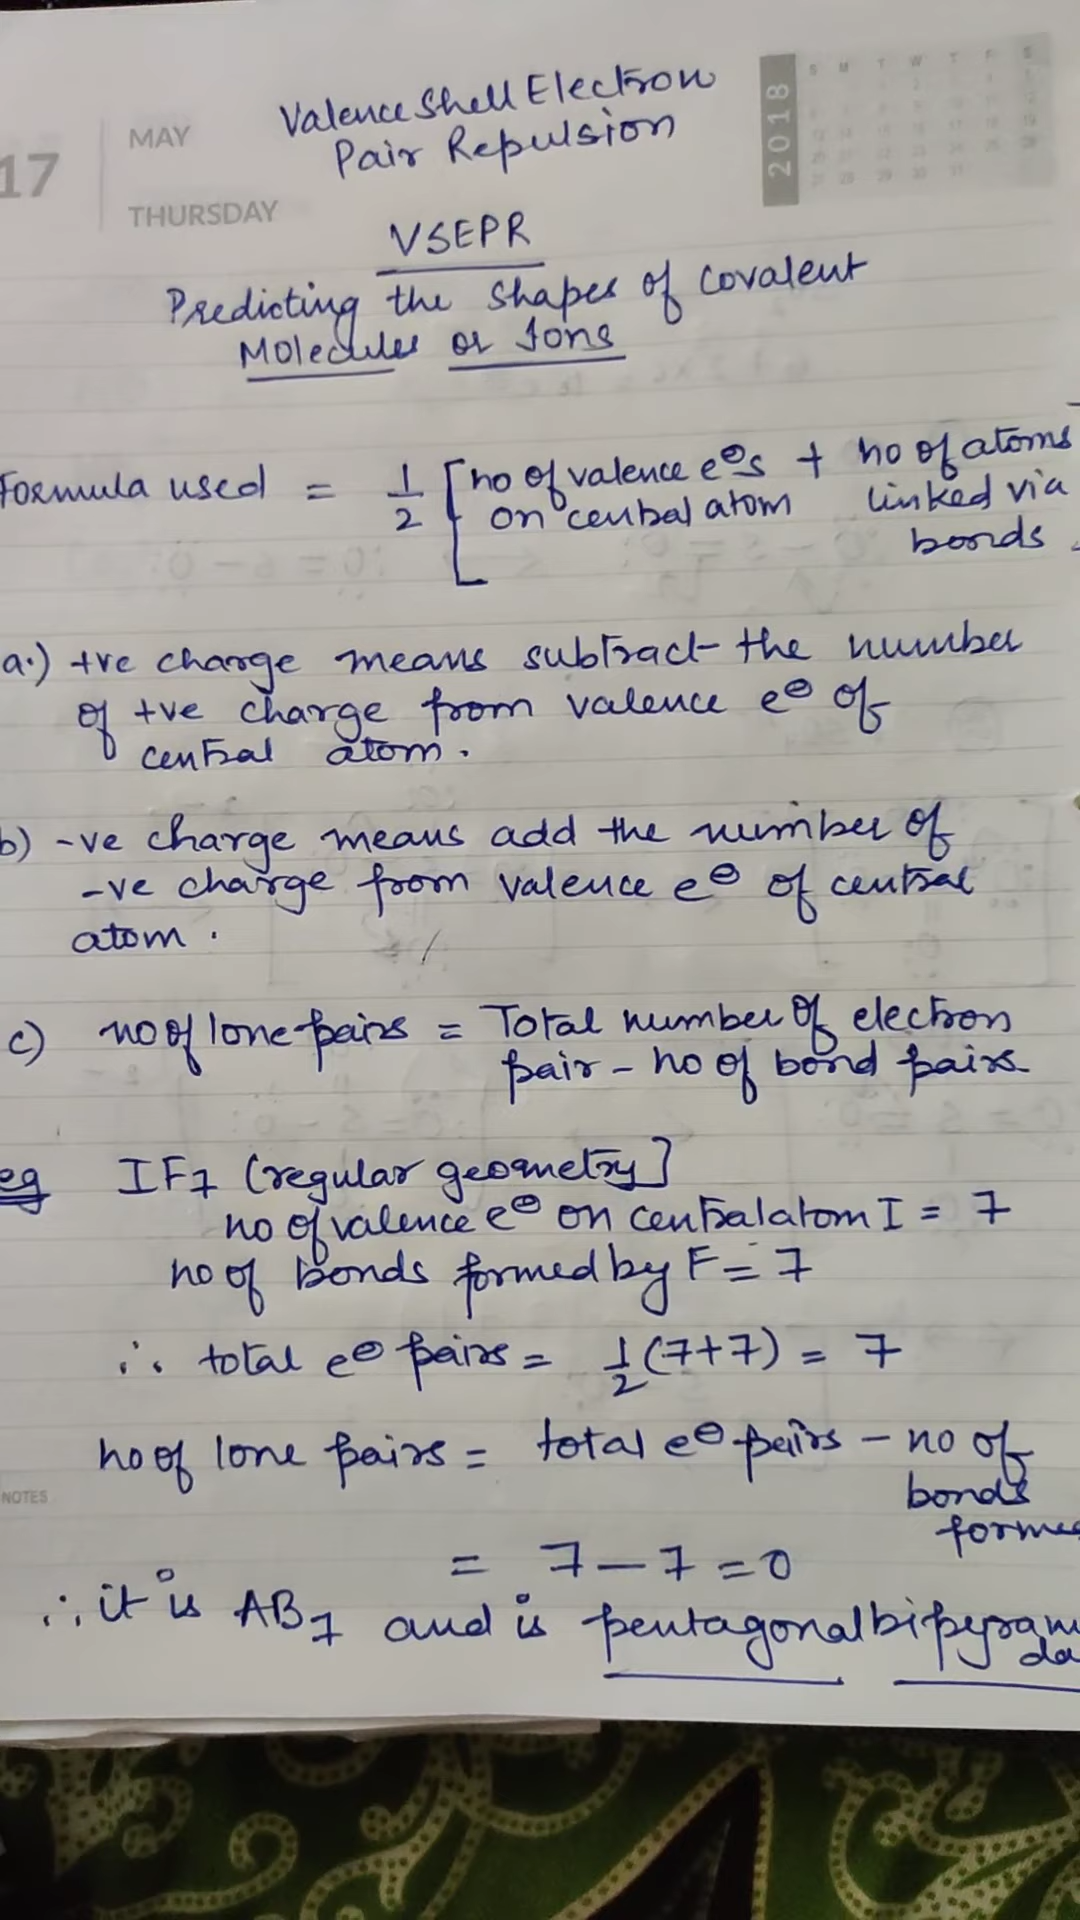 17
MAY
THURSDAY
2018
Valence Shell Electron
Pair Repulsion
VSEPR
Predicting the shapes of covalent
Molecules or Ions
Formula used = 1/2 [no of valence e⊖s + no of atoms
on central atom linked via
bonds
a.) +ve charge means subtract the number
of +ve charge from valence e⊖ of
central atom.
b) -ve charge means add the number of
-ve charge from valence e⊖ of central
atom.
c) no of lone pairs = Total number of electron
pair - no of bond pairs
eg IF7 (regular geometry]
no of valence e⊖ on central atom I = 7
no of bonds formed by F = 7
∴ total e⊖ pairs = 1/2 (7+7) = 7
no of lone pairs = total e⊖ pairs - no of
bonds
forme
NOTES
= 7 - 7 = 0
∴ it is AB7 and is pentagonal bipyram
da